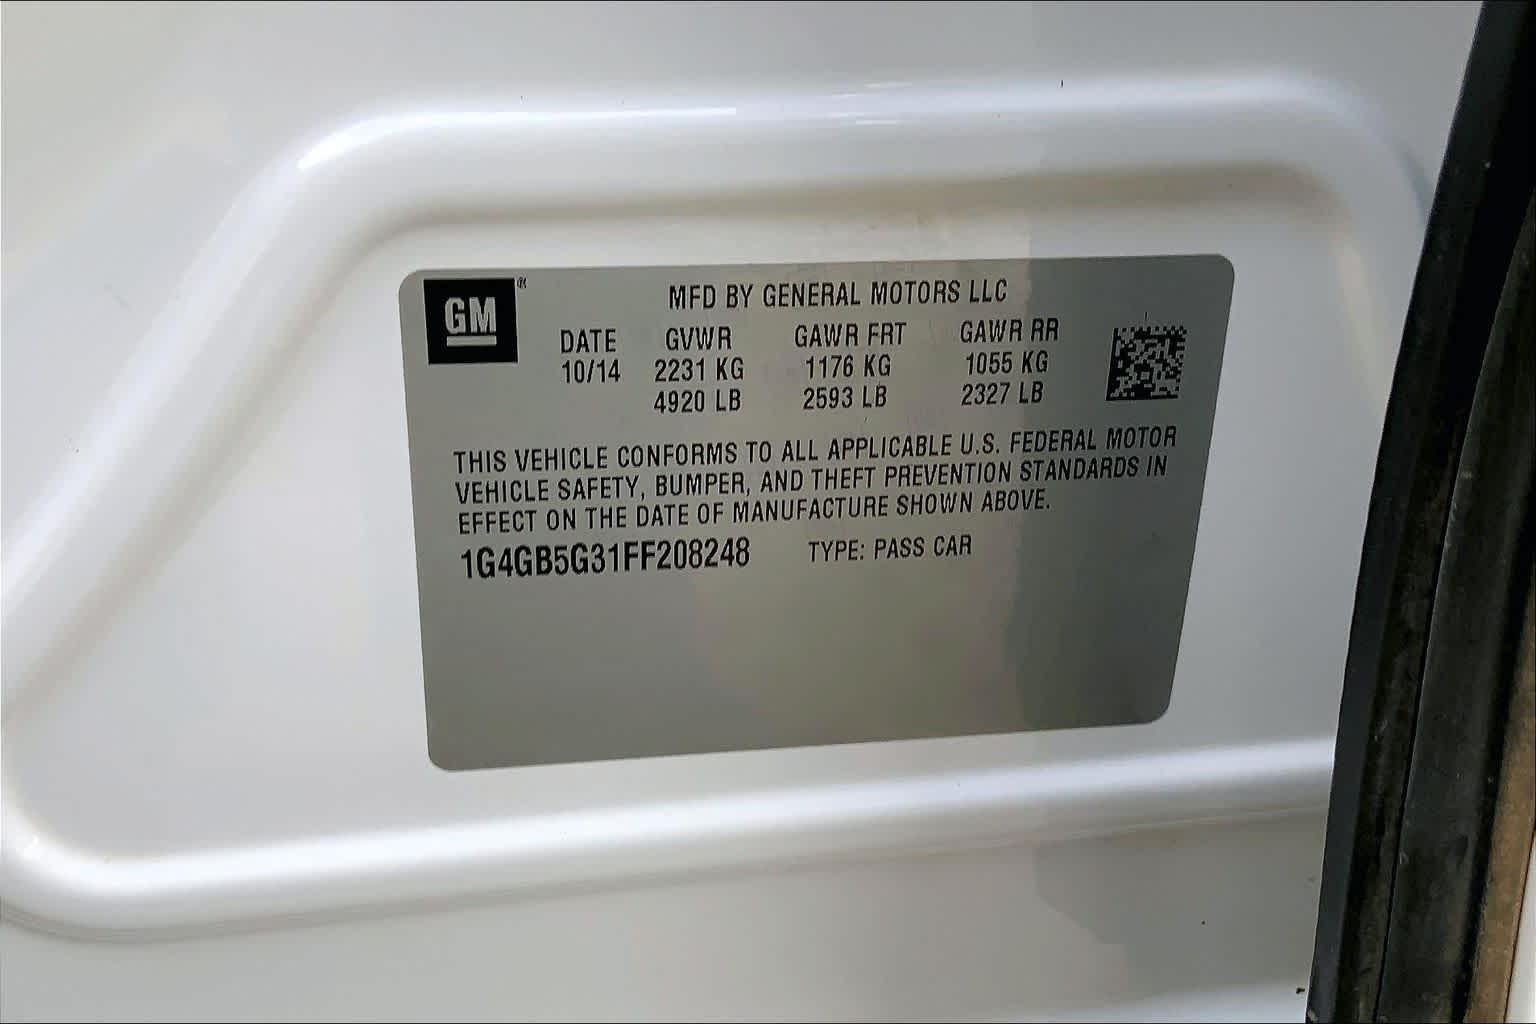 GM ®
MFD BY GENERAL MOTORS LLC
DATE GVWR GAWR FRT GAWR RR
10/14 2231 KG 1176 KG 1055 KG
4920 LB 2593 LB 2327 LB
THIS VEHICLE CONFORMS TO ALL APPLICABLE U.S. FEDERAL MOTOR
VEHICLE SAFETY, BUMPER, AND THEFT PREVENTION STANDARDS IN
EFFECT ON THE DATE OF MANUFACTURE SHOWN ABOVE.
1G4GB5G31FF208248 TYPE: PASS CAR